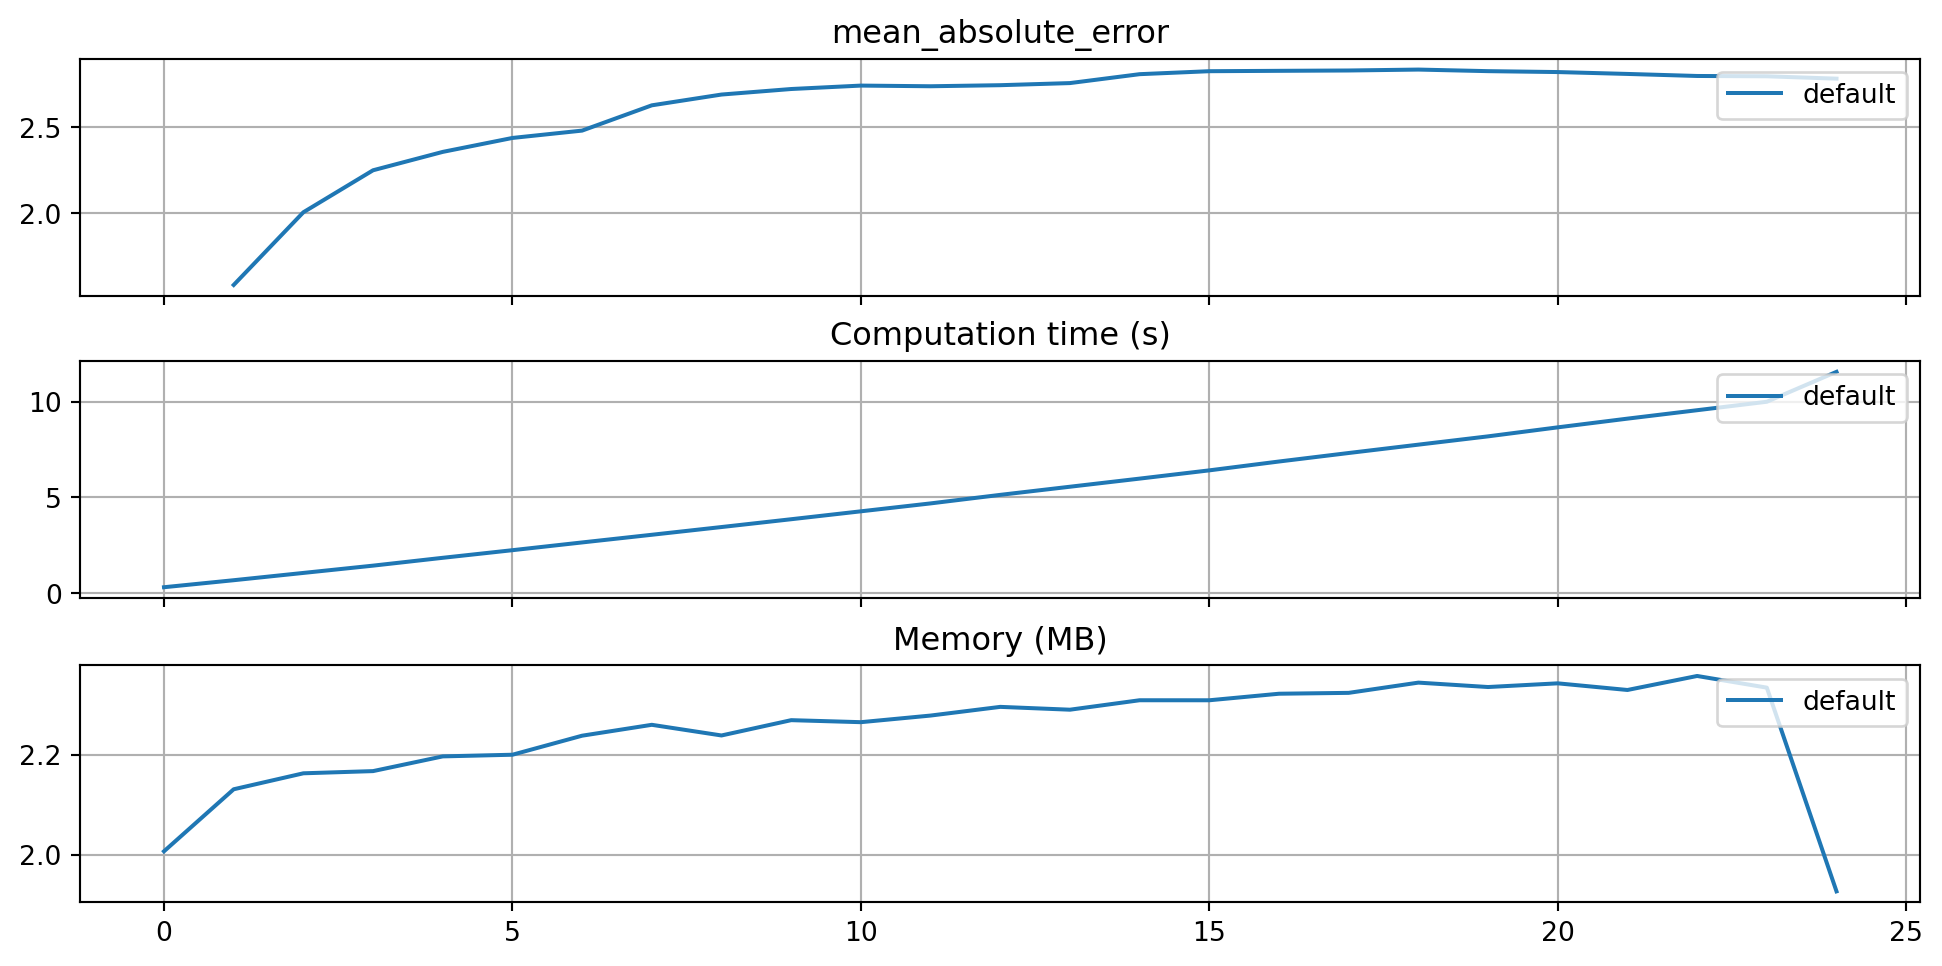 mean_absolute_error
2.5
2.0
default
Computation time (s)
10
5
0
default
Memory (MB)
2.2
2.0
default
0 5 10 15 20 25